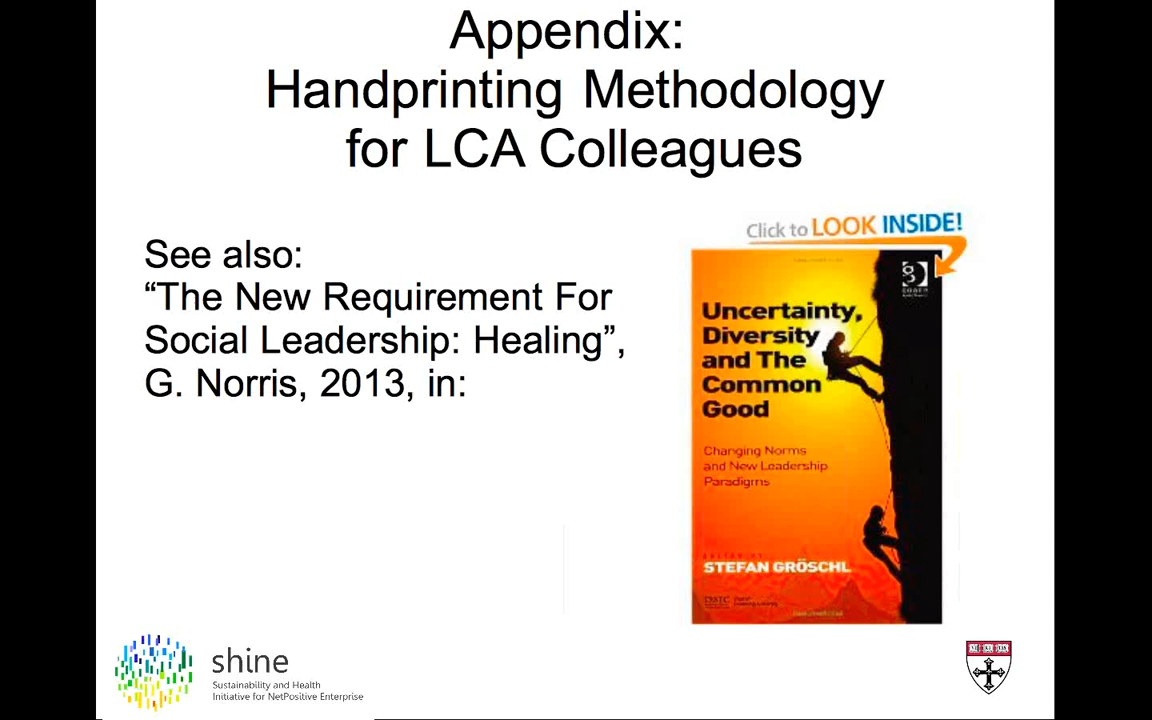 Appendix:
Handprinting Methodology
for LCA Colleagues
See also:
“The New Requirement For
Social Leadership: Healing”,
G. Norris, 2013, in:
Click to LOOK INSIDE!
Uncertainty,
Diversity
and The
Common
Good
Changing Norms
and New Leadership
Paradigms
EDITED BY
STEFAN GRÖSCHL
shine
Sustainability and Health
Initiative for NetPositive Enterprise